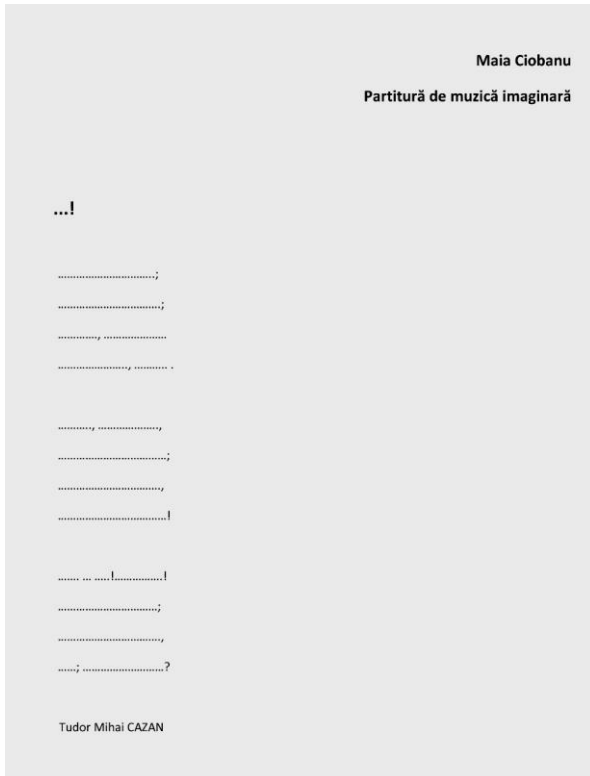 Maia Ciobanu
Partitură de muzică imaginară
...!
................................;
..................................;
............., .....................
......................., ........... .
..........., ....................,
....................................;
..................................,
....................................!
....... ... .....!................!
.................................;
..................................,
......; ...........................?
Tudor Mihai CAZAN